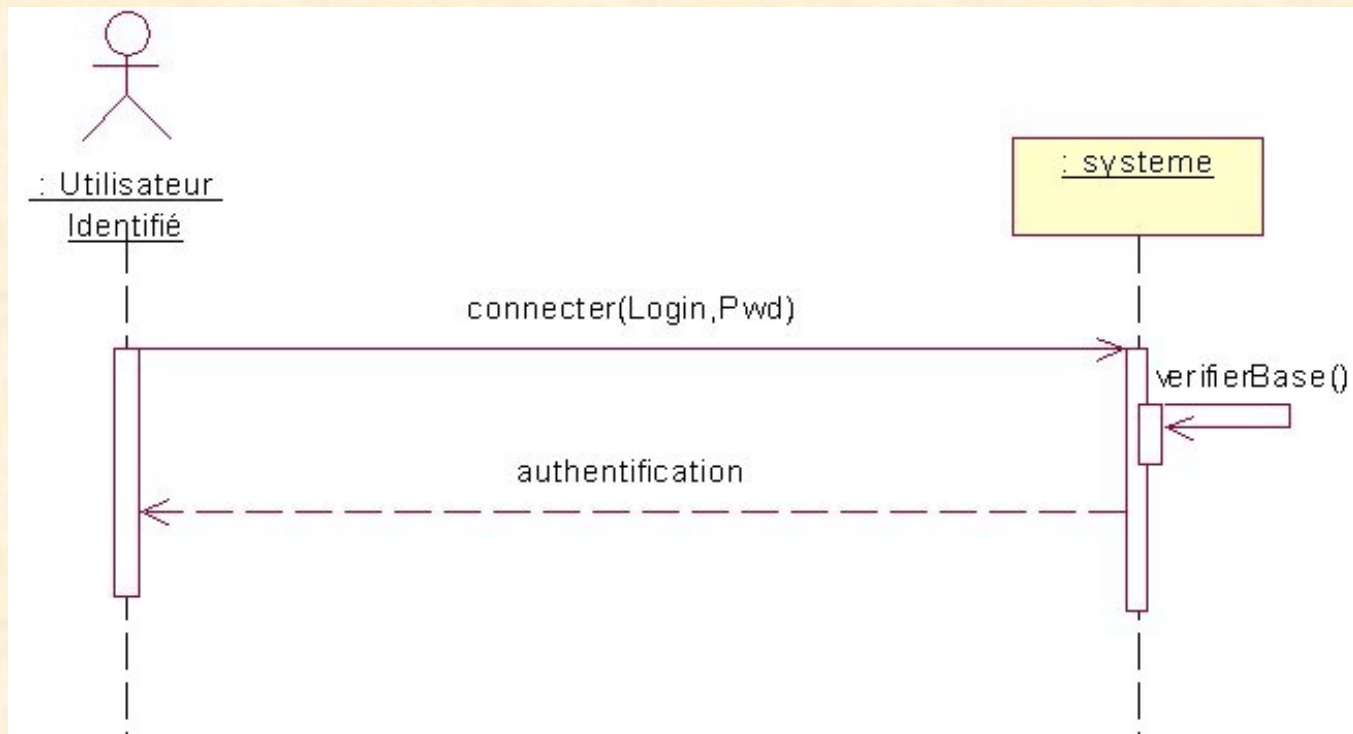 : Utilisateur
Identifié
: systeme
connecter(Login,Pwd)
verifierBase()
authentification